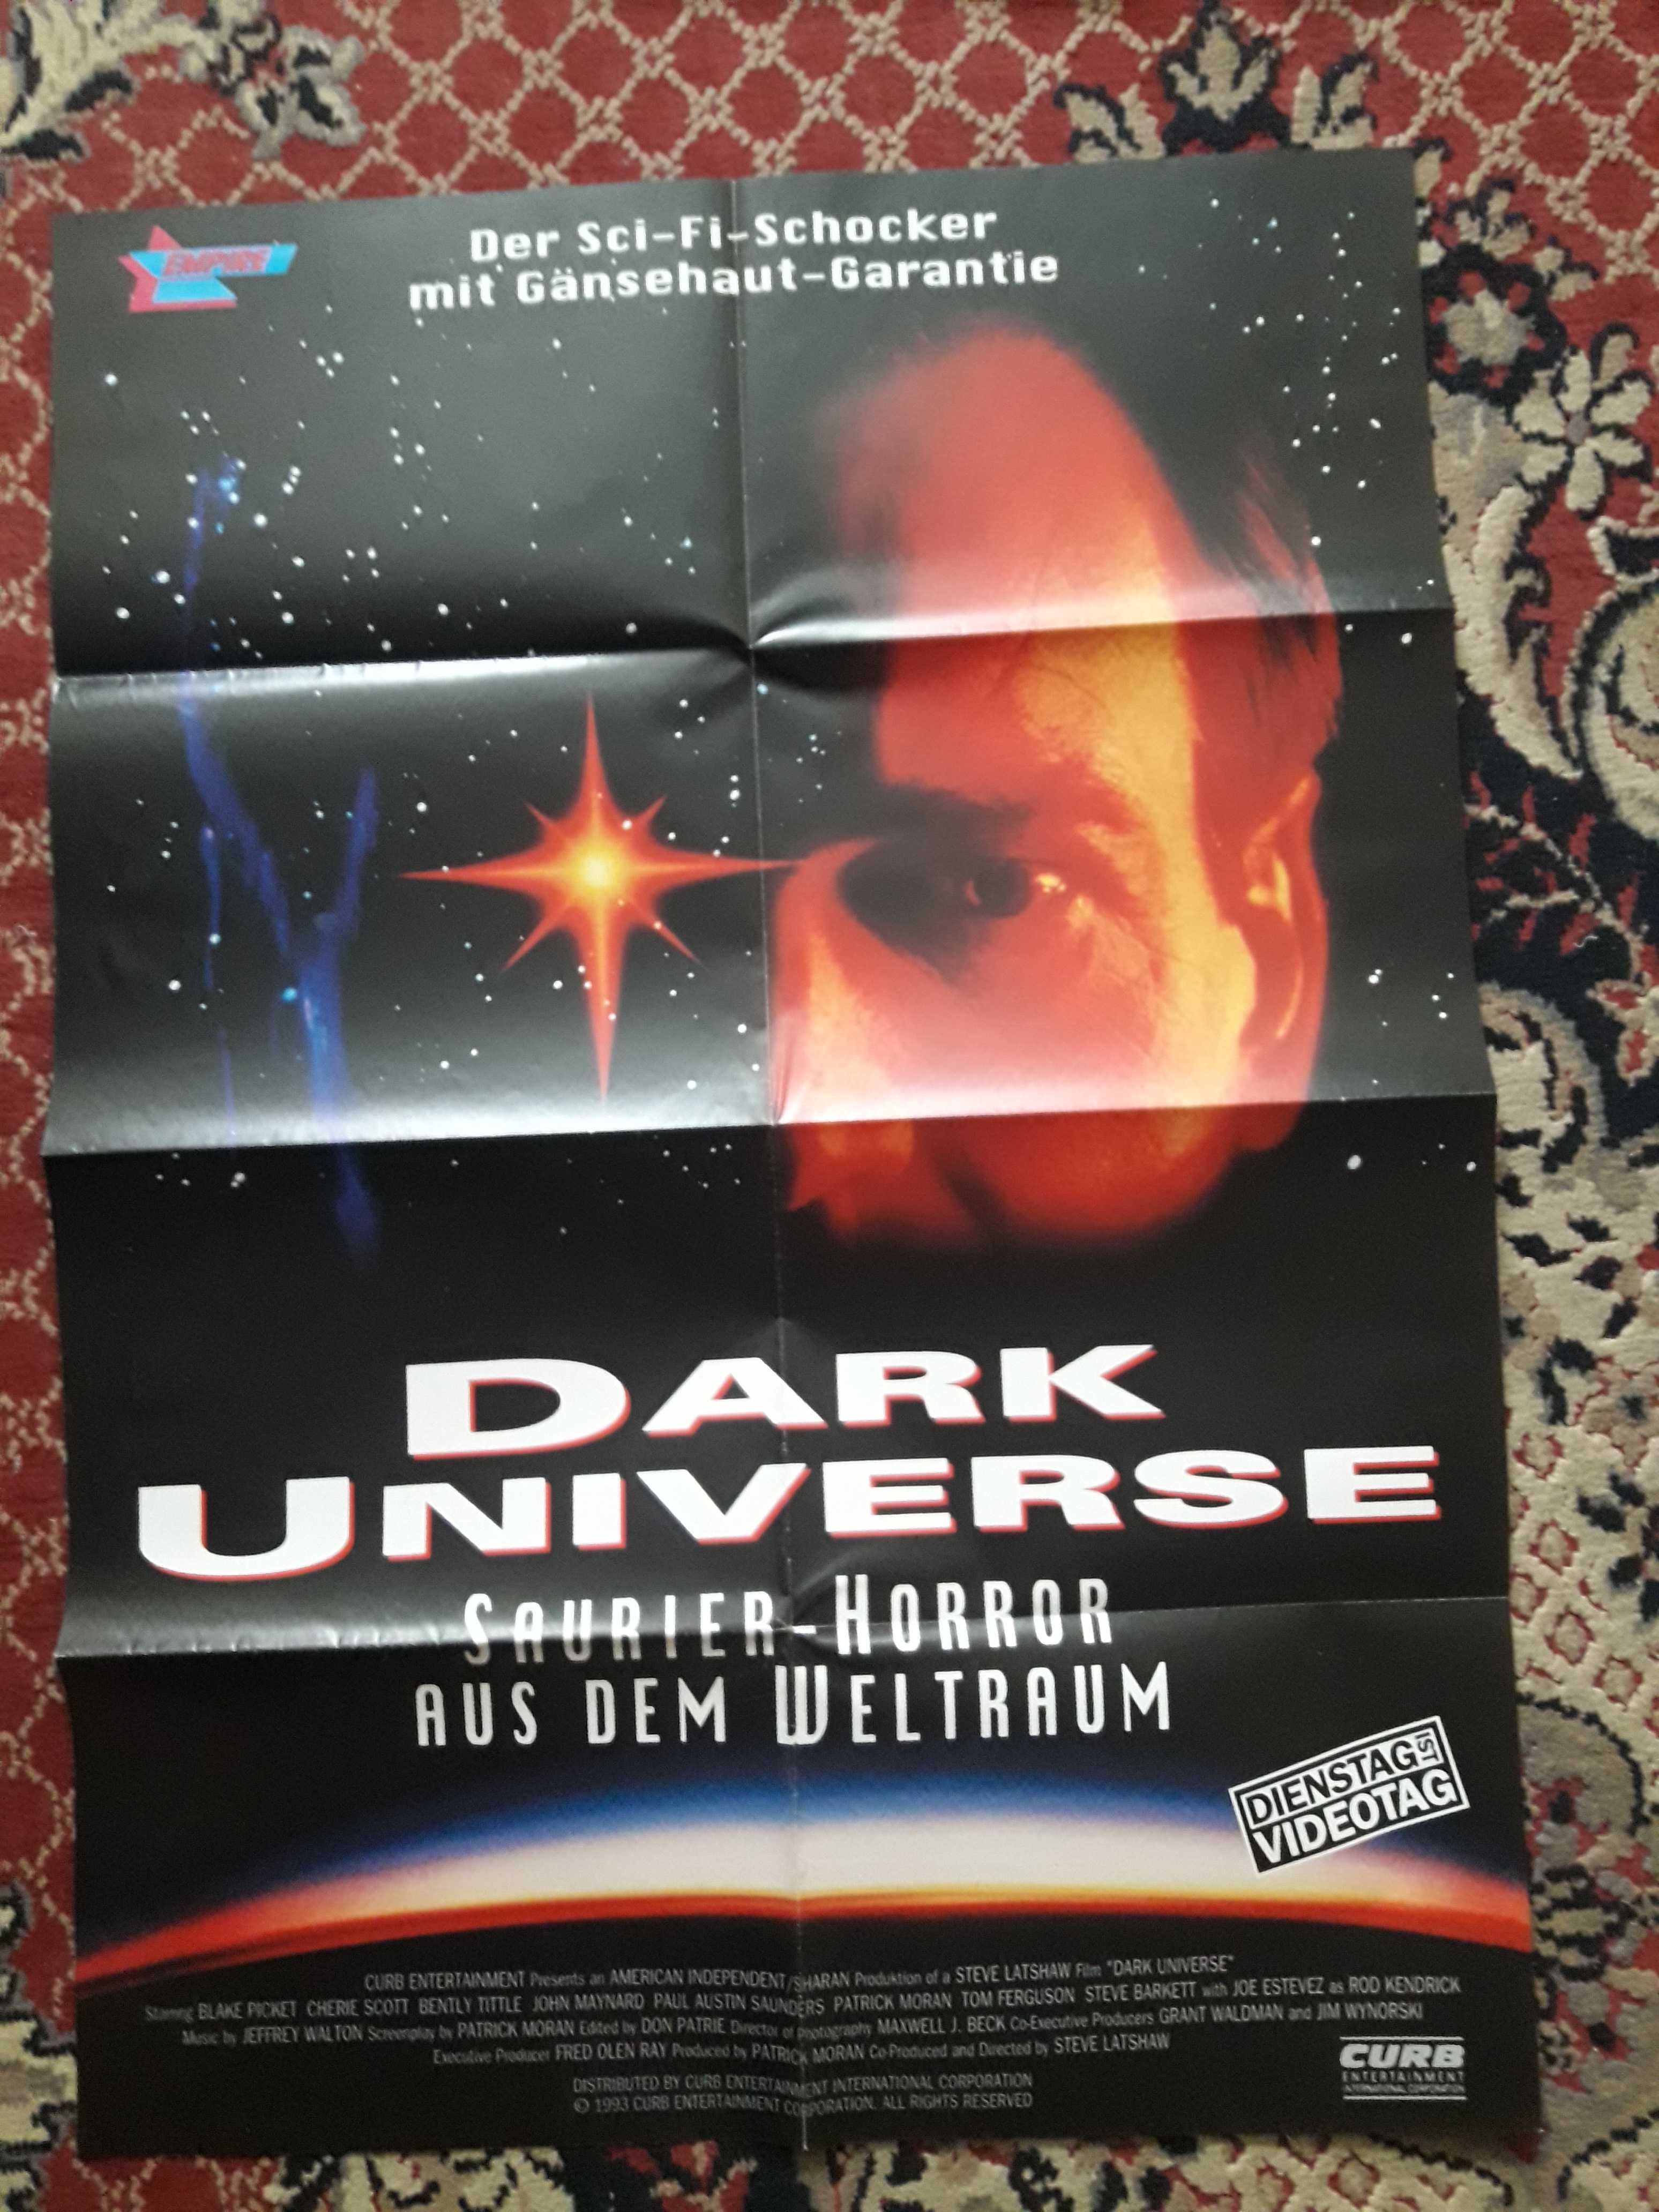 EMPIRE
Der Sci-Fi-Schocker
mit Gänsehaut-Garantie
DARK
UNIVERSE
SAURIER-HORROR
AUS DEM WELTRAUM
DIENSTAG IST
VIDEOTAG
CURB ENTERTAINMENT Presents an AMERICAN INDEPENDENT/SHARAN Produktion of a STEVE LATSHAW Film "DARK UNIVERSE"
Starring BLAKE PICKET CHERIE SCOTT BENTLY TITTLE JOHN MAYNARD PAUL AUSTIN SAUNDERS PATRICK MORAN TOM FERGUSON STEVE BARKETT with JOE ESTEVEZ as ROD KENDRICK
Music by JEFFREY WALTON Screenplay by PATRICK MORAN Edited by DON PATRIE Director of Photography MAXWELL J. BECK Co-Executive Producers GRANT WALDMAN and JIM WYNORSKI
Executive Producer FRED OLEN RAY Produced by PATRICK MORAN Co-Produced and Directed by STEVE LATSHAW
DISTRIBUTED BY CURB ENTERTAINMENT INTERNATIONAL CORPORATION
© 1993 CURB ENTERTAINMENT CORPORATION. ALL RIGHTS RESERVED
CURB
ENTERTAINMENT
INTERNATIONAL CORPORATION